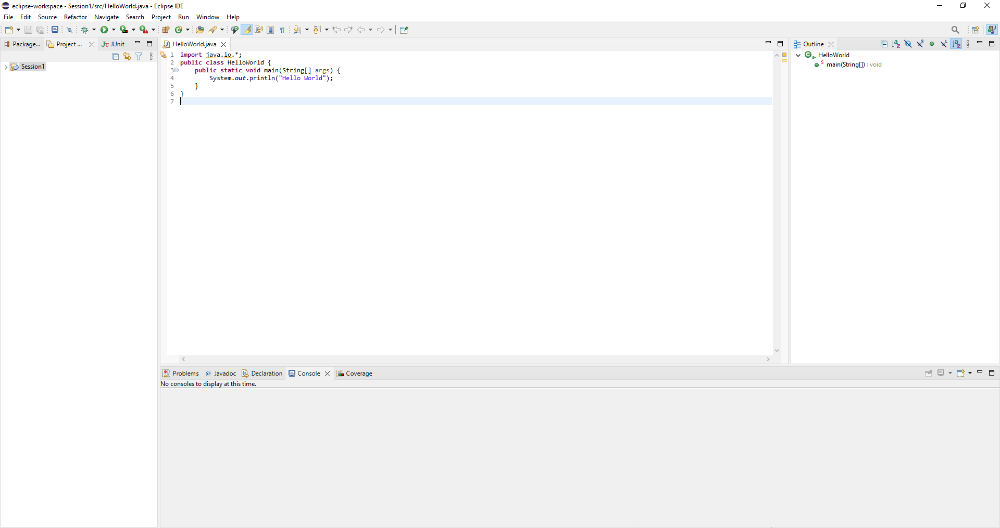 eclipse-workspace - Session1/src/HelloWorld.java - Eclipse IDE
File Edit Source Refactor Navigate Search Project Run Window Help
Package... Project ... JUnit
Session1
HelloWorld.java
1 import java.io.*;
2 public class HelloWorld {
3 public static void main(String[] args) {
4 System.out.println("Hello World");
5 }
6 }
7
Outline
HelloWorld
main(String[]) : void
Problems @ Javadoc Declaration Console Coverage
No consoles to display at this time.